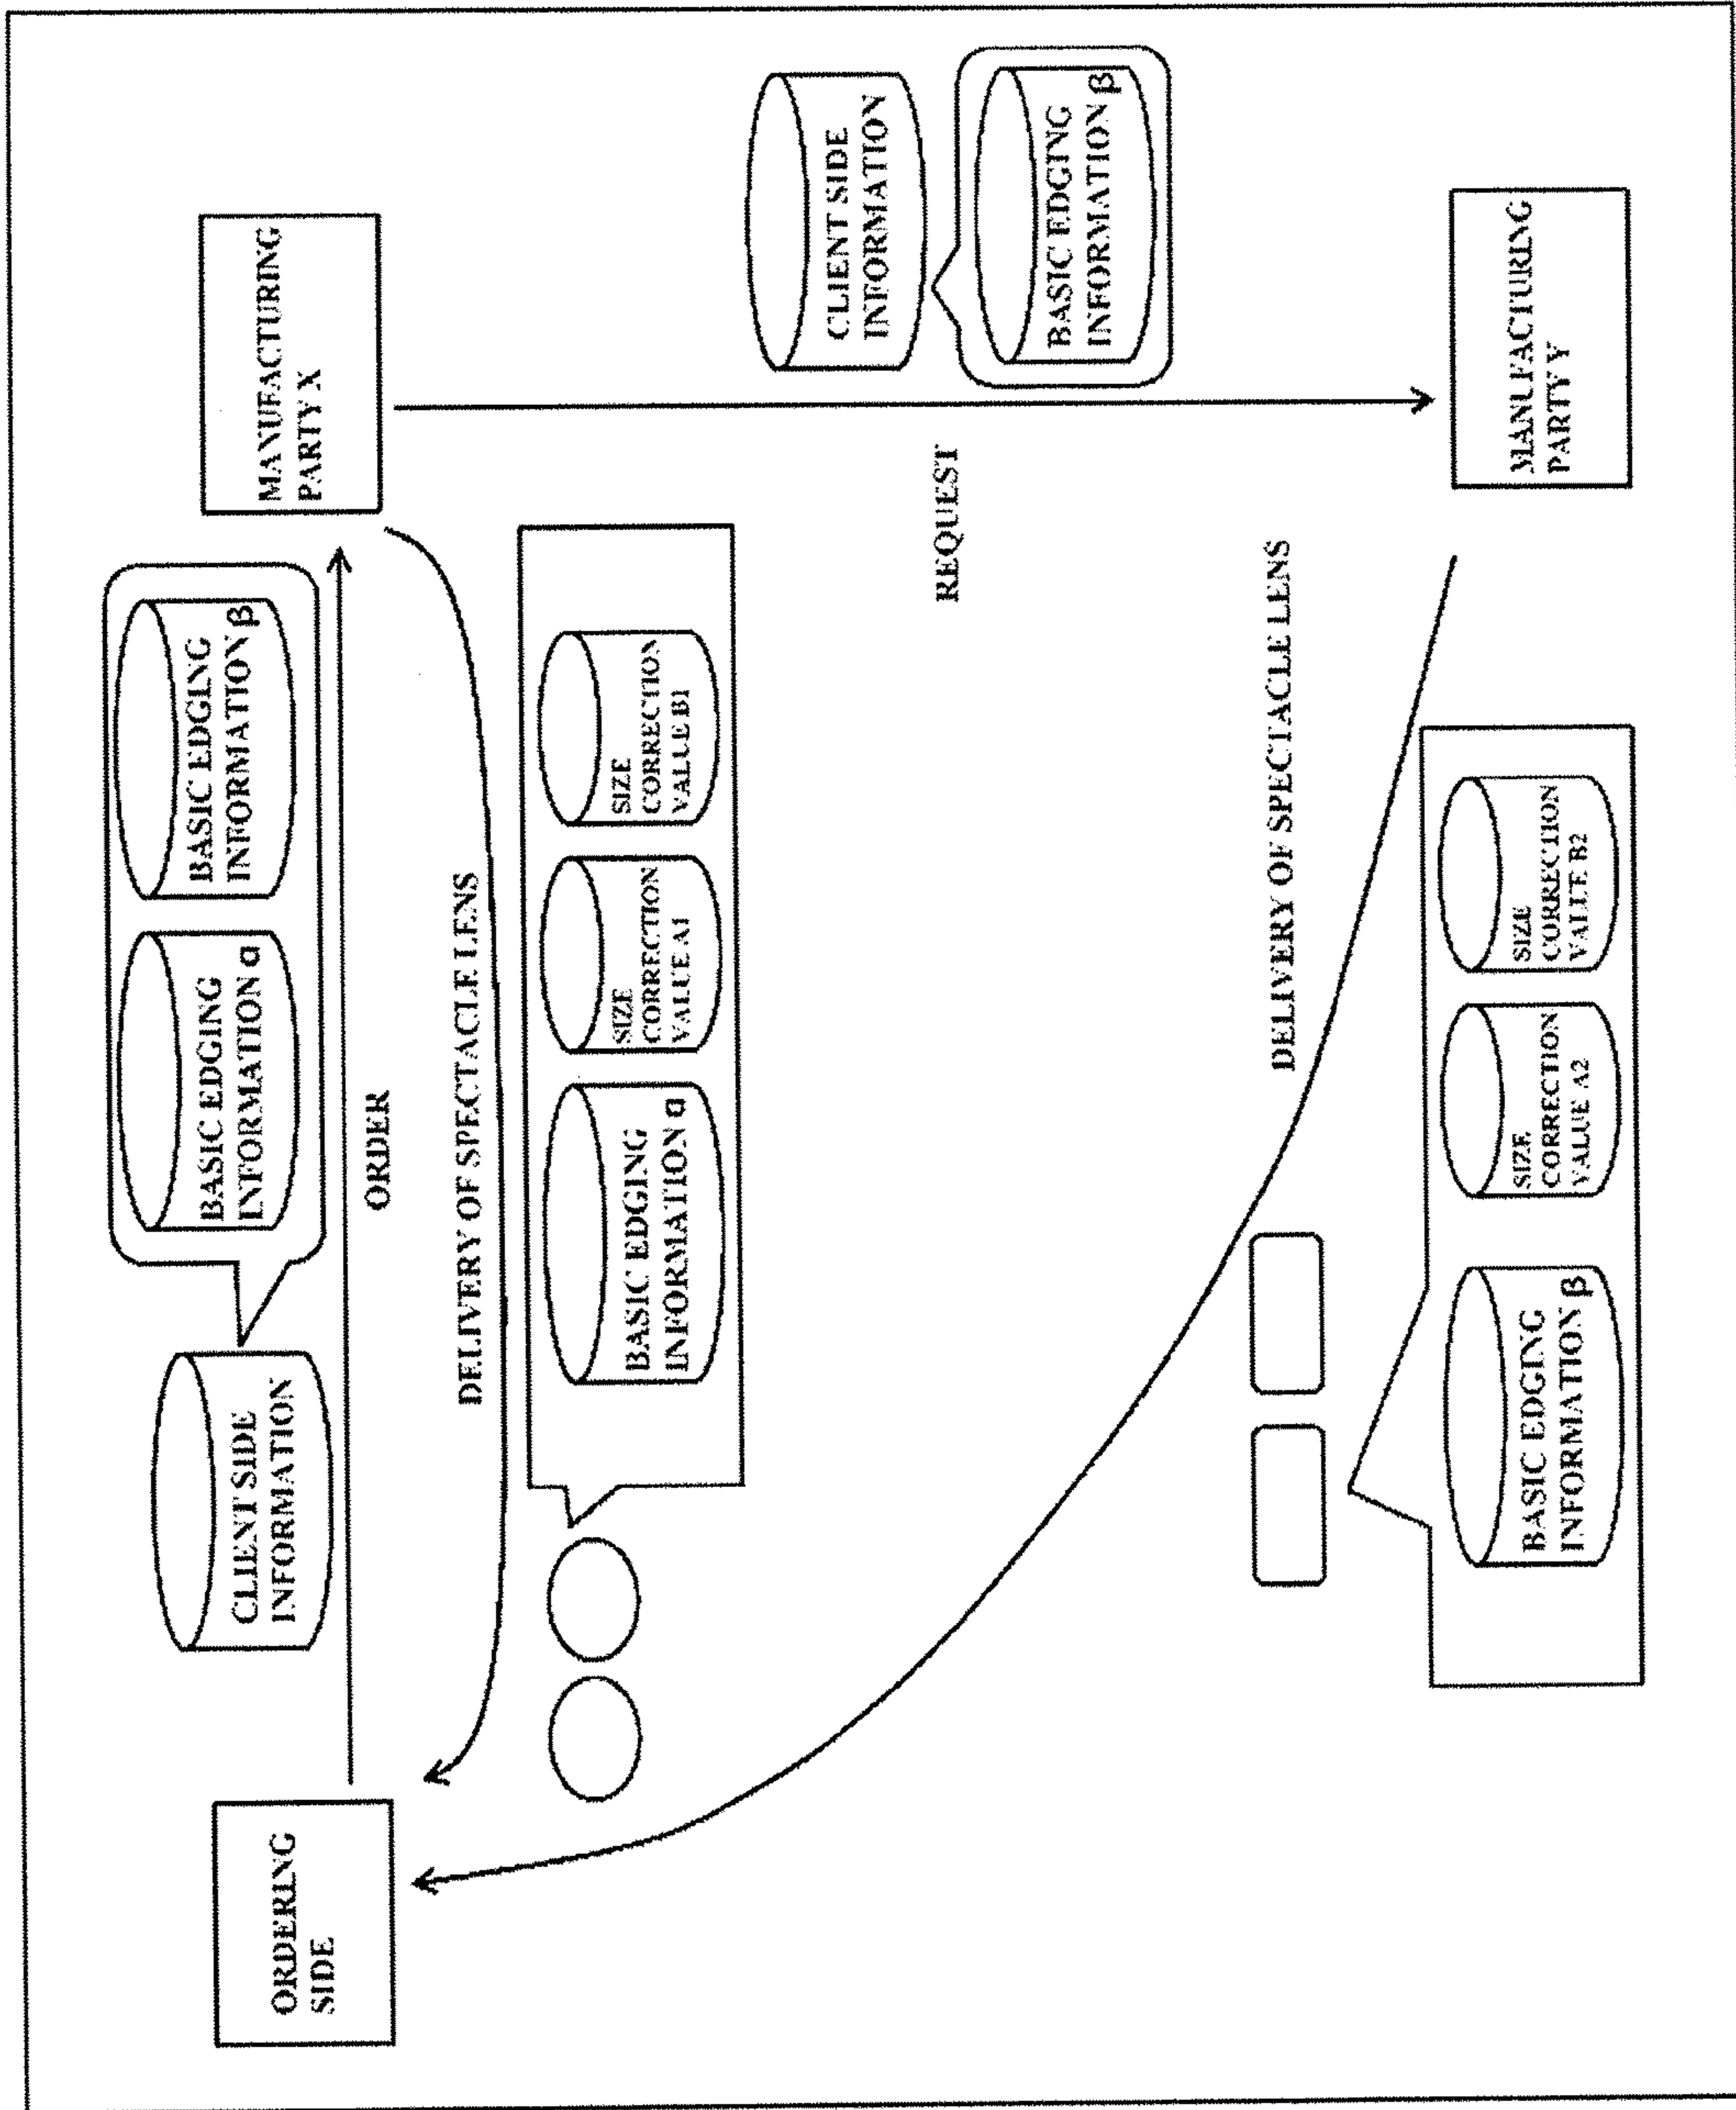 CLIENT SIDE
INFORMATION
BASIC EDGING
INFORMATION α
BASIC EDGING
INFORMATION β
ORDERING
SIDE
MANUFACTURING
PARTY X
ORDER
DELIVERY OF SPECTACLE LENS
BASIC EDGING
INFORMATION α
SIZE
CORRECTION
VALUE A1
SIZE
CORRECTION
VALUE B1
CLIENT SIDE
INFORMATION
BASIC EDGING
INFORMATION β
REQUEST
DELIVERY OF SPECTACLE LENS
BASIC EDGING
INFORMATION β
SIZE
CORRECTION
VALUE A2
SIZE
CORRECTION
VALUE B2
MANUFACTURING
PARTY Y